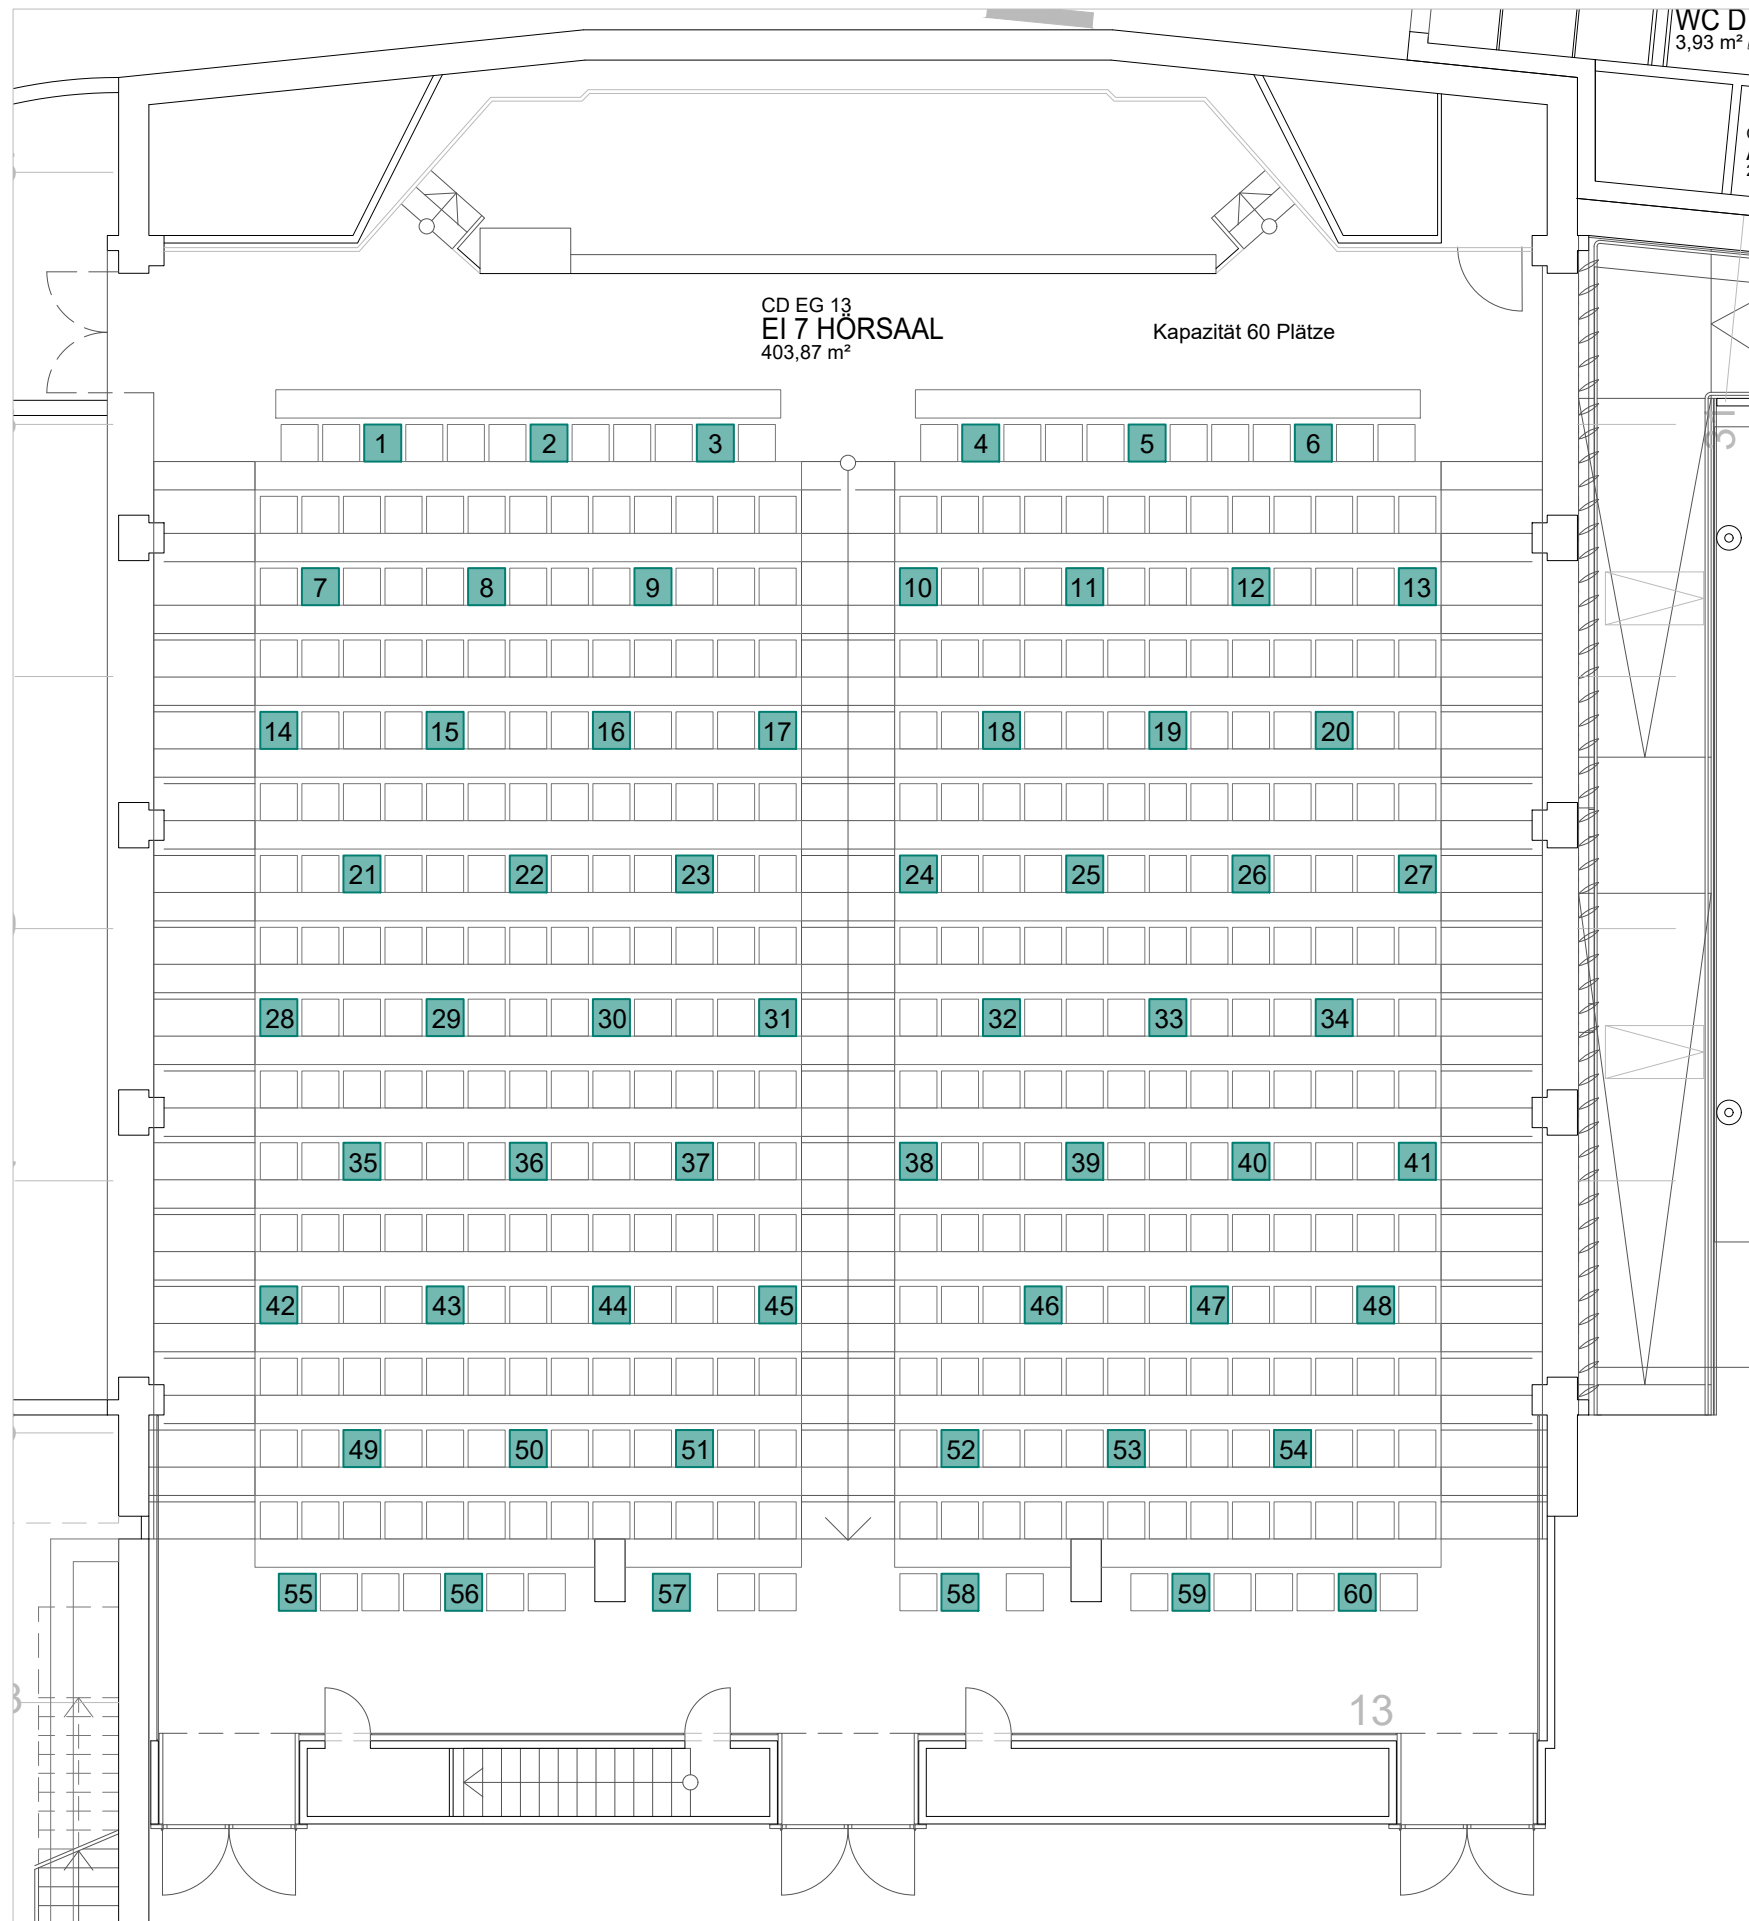 WC D
3,93 m²
CD EG 13
EI 7 HÖRSAAL
403,87 m²
Kapazität 60 Plätze
1 2 3 4 5 6
7 8 9 10 11 12 13
14 15 16 17 18 19 20
21 22 23 24 25 26 27
28 29 30 31 32 33 34
35 36 37 38 39 40 41
42 43 44 45 46 47 48
49 50 51 52 53 54
55 56 57 58 59 60
13